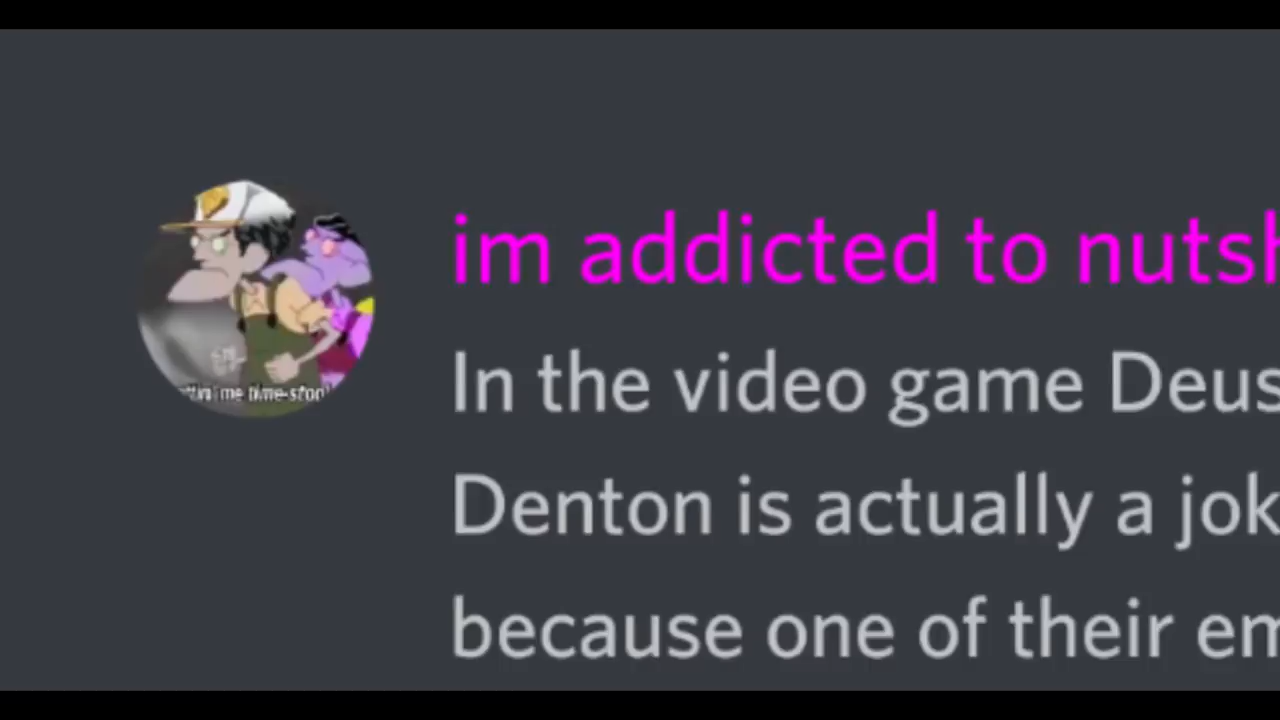 im addicted to nutsh
In the video game Deus
Denton is actually a jok
because one of their em